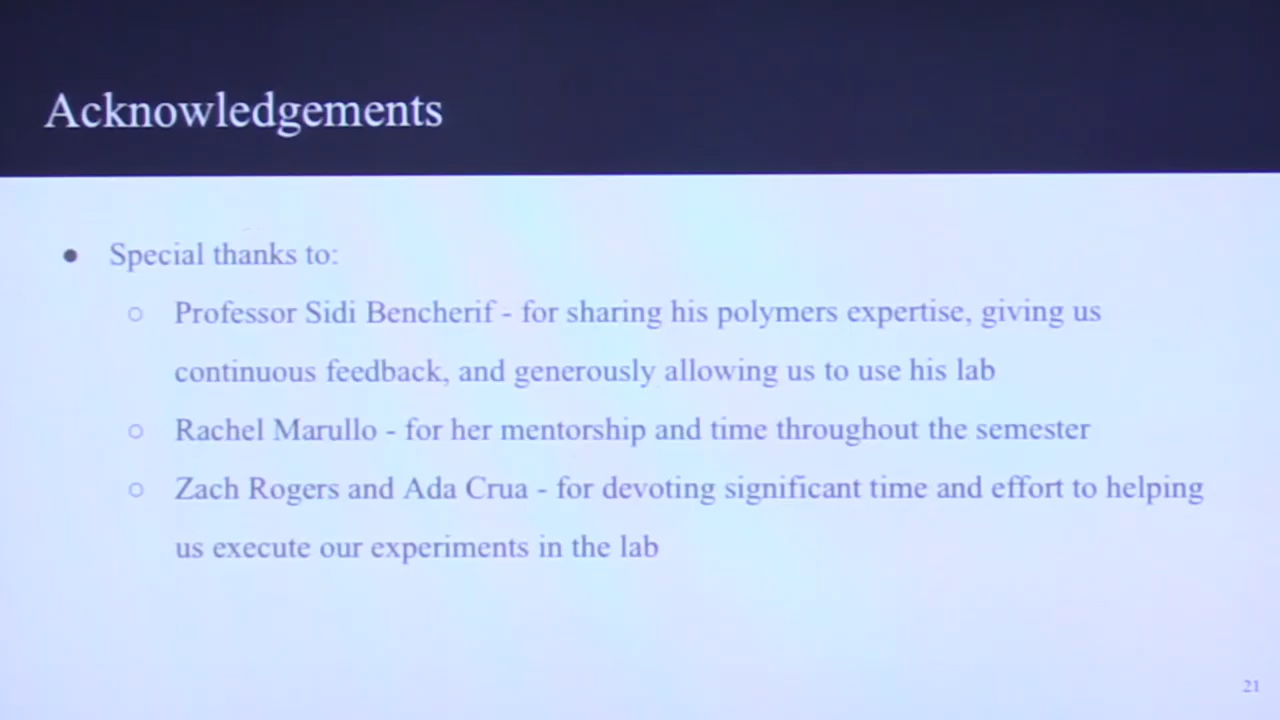 Acknowledgements
● Special thanks to:
○ Professor Sidi Bencherif - for sharing his polymers expertise, giving us
continuous feedback, and generously allowing us to use his lab
○ Rachel Marullo - for her mentorship and time throughout the semester
○ Zach Rogers and Ada Crua - for devoting significant time and effort to helping
us execute our experiments in the lab
21